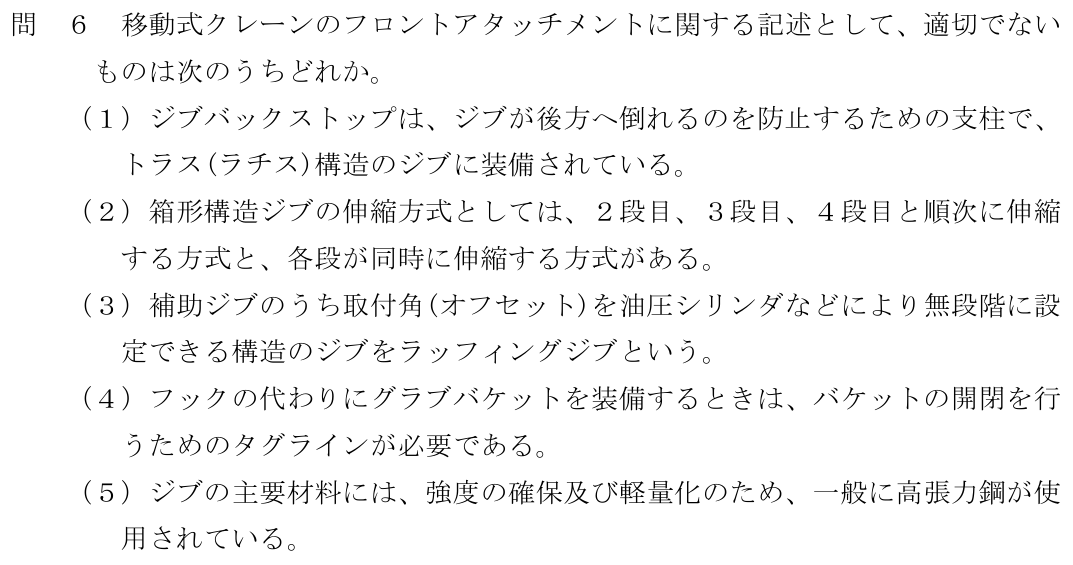 問　６　移動式クレーンのフロントアタッチメントに関する記述として、適切でない
ものは次のうちどれか。
（１）ジブバックストップは、ジブが後方へ倒れるのを防止するための支柱で、
トラス(ラチス)構造のジブに装備されている。
（２）箱形構造ジブの伸縮方式としては、２段目、３段目、４段目と順次に伸縮
する方式と、各段が同時に伸縮する方式がある。
（３）補助ジブのうち取付角(オフセット)を油圧シリンダなどにより無段階に設
定できる構造のジブをラッフィングジブという。
（４）フックの代わりにグラブバケットを装備するときは、バケットの開閉を行
うためのタグラインが必要である。
（５）ジブの主要材料には、強度の確保及び軽量化のため、一般に高張力鋼が使
用されている。